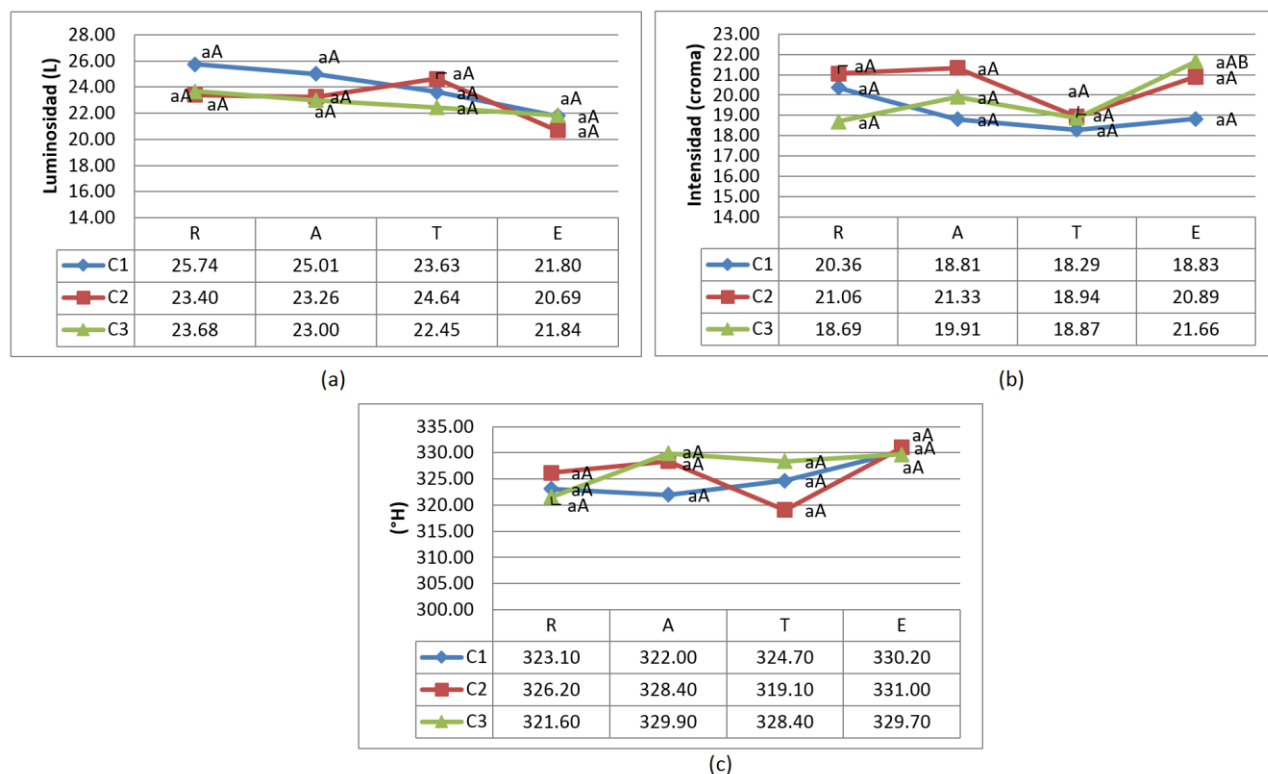 28.00
26.00
24.00
22.00
20.00
18.00
16.00
14.00
Luminosidad (L)
aA
aA
aA
aA
aA
aA
aA
aA
aA
aA
aA
aA
R A T E
C1 25.74 25.01 23.63 21.80
C2 23.40 23.26 24.64 20.69
C3 23.68 23.00 22.45 21.84
(a)
23.00
22.00
21.00
20.00
19.00
18.00
17.00
16.00
15.00
14.00
Intensidad (croma)
aA
aA
aA
aA
aA
aA
aA
aA
aA
aAB
aA
aA
R A T E
C1 20.36 18.81 18.29 18.83
C2 21.06 21.33 18.94 20.89
C3 18.69 19.91 18.87 21.66
(b)
335.00
330.00
325.00
320.00
315.00
310.00
305.00
300.00
(°H)
aA
aA
aA
aA
aA
aA
aA
aA
aA
aA
aA
aA
R A T E
C1 323.10 322.00 324.70 330.20
C2 326.20 328.40 319.10 331.00
C3 321.60 329.90 328.40 329.70
(c)